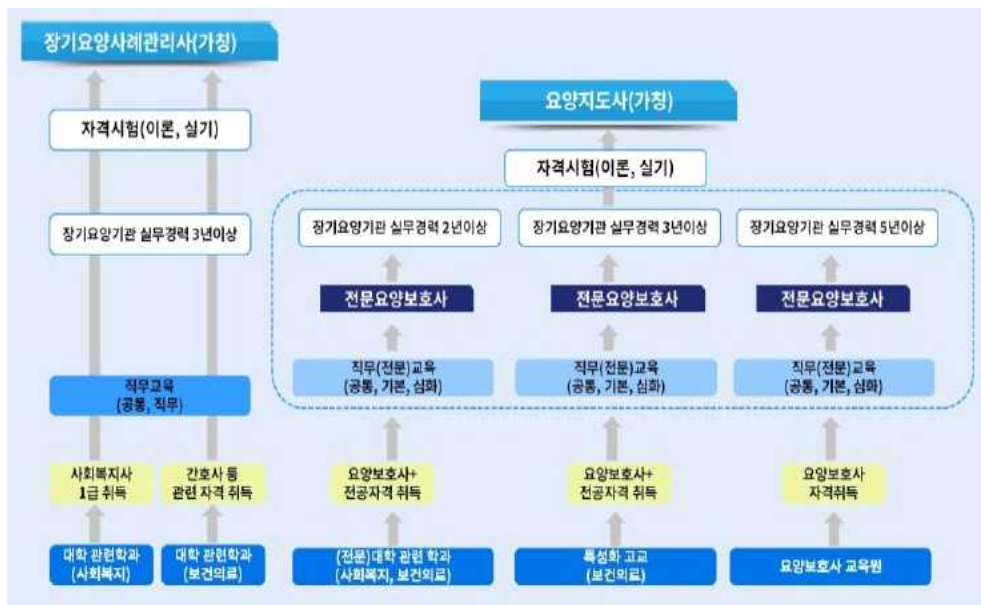 장기요양사례관리사(가칭)
요양지도사(가칭)
자격시험(이론, 실기)
자격시험(이론, 실기)
장기요양기관 실무경력 3년이상
장기요양기관 실무경력 2년이상
장기요양기관 실무경력 3년이상
장기요양기관 실무경력 5년이상
전문요양보호사
전문요양보호사
전문요양보호사
직무교육
(공통, 직무)
직무(전문)교육
(공통, 기본, 심화)
직무(전문)교육
(공통, 기본, 심화)
직무(전문)교육
(공통, 기본, 심화)
사회복지사
1급 취득
간호사 등
관련 자격 취득
요양보호사+
전공자격 취득
요양보호사+
전공자격 취득
요양보호사
자격취득
대학 관련학과
(사회복지)
대학 관련학과
(보건의료)
(전문)대학 관련 학과
(사회복지, 보건의료)
특성화 고교
(보건의료)
요양보호사 교육원